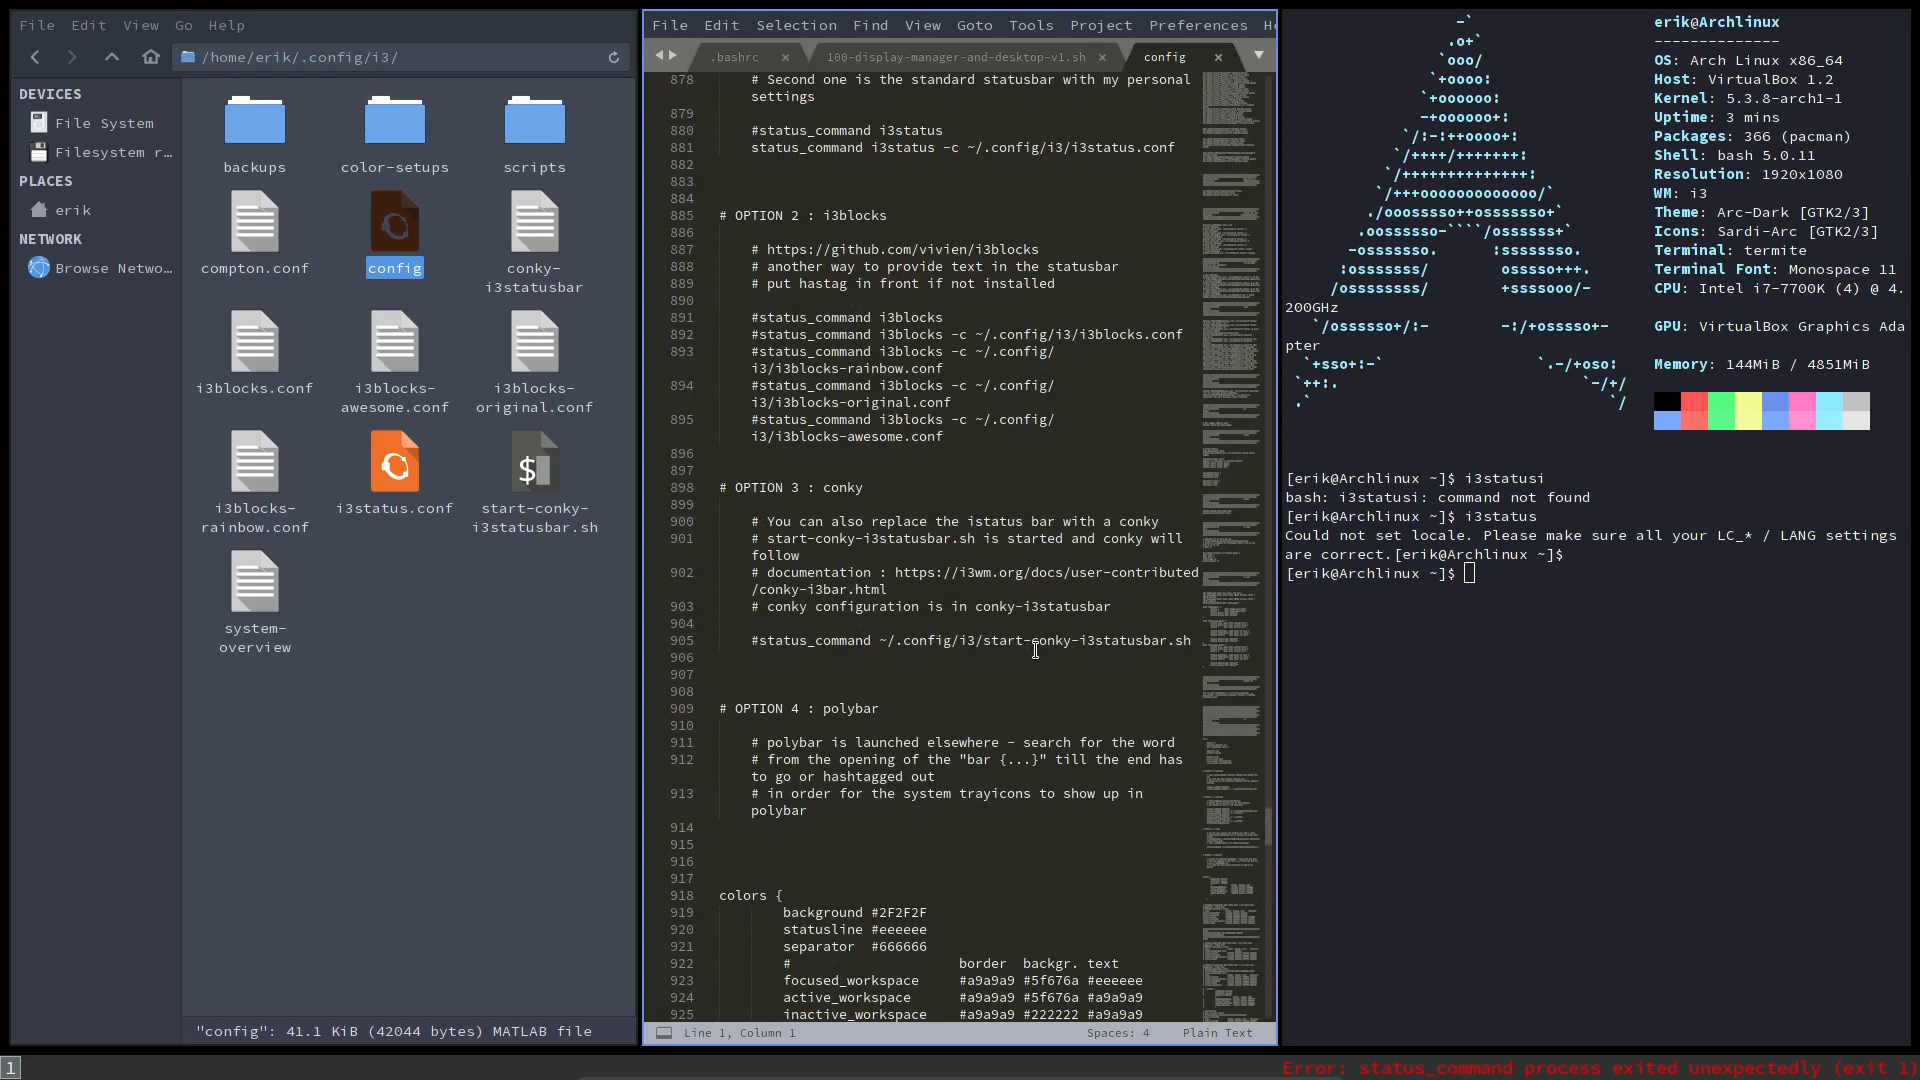 File Edit View Go Help
/home/erik/.config/i3/
DEVICES
File System
Filesystem r...
PLACES
erik
NETWORK
Browse Netwo...
backups
color-setups
scripts
compton.conf
config
conky-
i3statusbar
i3blocks.conf
i3blocks-
awesome.conf
i3blocks-
original.conf
i3blocks-
rainbow.conf
i3status.conf
start-conky-
i3statusbar.sh
system-
overview
"config": 41.1 KiB (42044 bytes) MATLAB file
File Edit Selection Find View Goto Tools Project Preferences H
.bashrc
100-display-manager-and-desktop-v1.sh
config
878 # Second one is the standard statusbar with my personal
settings
879
880 #status_command i3status
881 status_command i3status -c ~/.config/i3/i3status.conf
882
883
884
885 # OPTION 2 : i3blocks
886
887 # https://github.com/vivien/i3blocks
888 # another way to provide text in the statusbar
889 # put hastag in front if not installed
890
891 #status_command i3blocks
892 #status_command i3blocks -c ~/.config/i3/i3blocks.conf
893 #status_command i3blocks -c ~/.config/
i3/i3blocks-rainbow.conf
894 #status_command i3blocks -c ~/.config/
i3/i3blocks-original.conf
895 #status_command i3blocks -c ~/.config/
i3/i3blocks-awesome.conf
896
897
898 # OPTION 3 : conky
899
900 # You can also replace the istatus bar with a conky
901 # start-conky-i3statusbar.sh is started and conky will
follow
902 # documentation : https://i3wm.org/docs/user-contributed
/conky-i3bar.html
903 # conky configuration is in conky-i3statusbar
904
905 #status_command ~/.config/i3/start-conky-i3statusbar.sh
906
907
908
909 # OPTION 4 : polybar
910
911 # polybar is launched elsewhere - search for the word
912 # from the opening of the "bar {...}" till the end has
to go or hashtagged out
913 # in order for the system trayicons to show up in
polybar
914
915
916
917
918 colors {
919 background #2F2F2F
920 statusline #eeeeee
921 separator #666666
922 # border backgr. text
923 focused_workspace #a9a9a9 #5f676a #eeeeee
924 active_workspace #a9a9a9 #5f676a #a9a9a9
925 inactive_workspace #a9a9a9 #222222 #a9a9a9
Line 1, Column 1
Spaces: 4
Plain Text
erik@Archlinux
--------------
OS: Arch Linux x86_64
Host: VirtualBox 1.2
Kernel: 5.3.8-arch1-1
Uptime: 3 mins
Packages: 366 (pacman)
Shell: bash 5.0.11
Resolution: 1920x1080
WM: i3
Theme: Arc-Dark [GTK2/3]
Icons: Sardi-Arc [GTK2/3]
Terminal: termite
Terminal Font: Monospace 11
CPU: Intel i7-7700K (4) @ 4.
200GHz
GPU: VirtualBox Graphics Ada
pter
Memory: 144MiB / 4851MiB
[erik@Archlinux ~]$ i3statusi
bash: i3statusi: command not found
[erik@Archlinux ~]$ i3status
Could not set locale. Please make sure all your LC_* / LANG settings
are correct.[erik@Archlinux ~]$
[erik@Archlinux ~]$
1
Error: status_command process exited unexpectedly (exit 1)